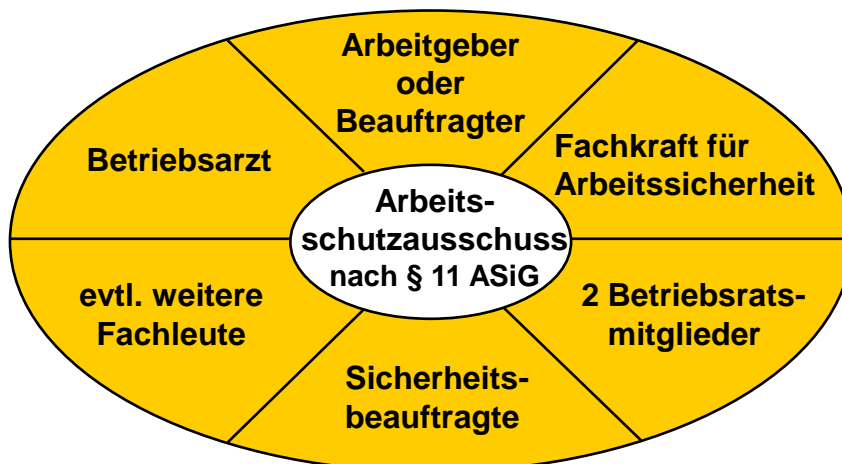 Arbeitgeber
oder
Beauftragter
Betriebsarzt
Fachkraft für
Arbeitssicherheit
Arbeits-
schutzausschuss
nach § 11 ASiG
evtl. weitere
Fachleute
2 Betriebsrats-
mitglieder
Sicherheits-
beauftragte